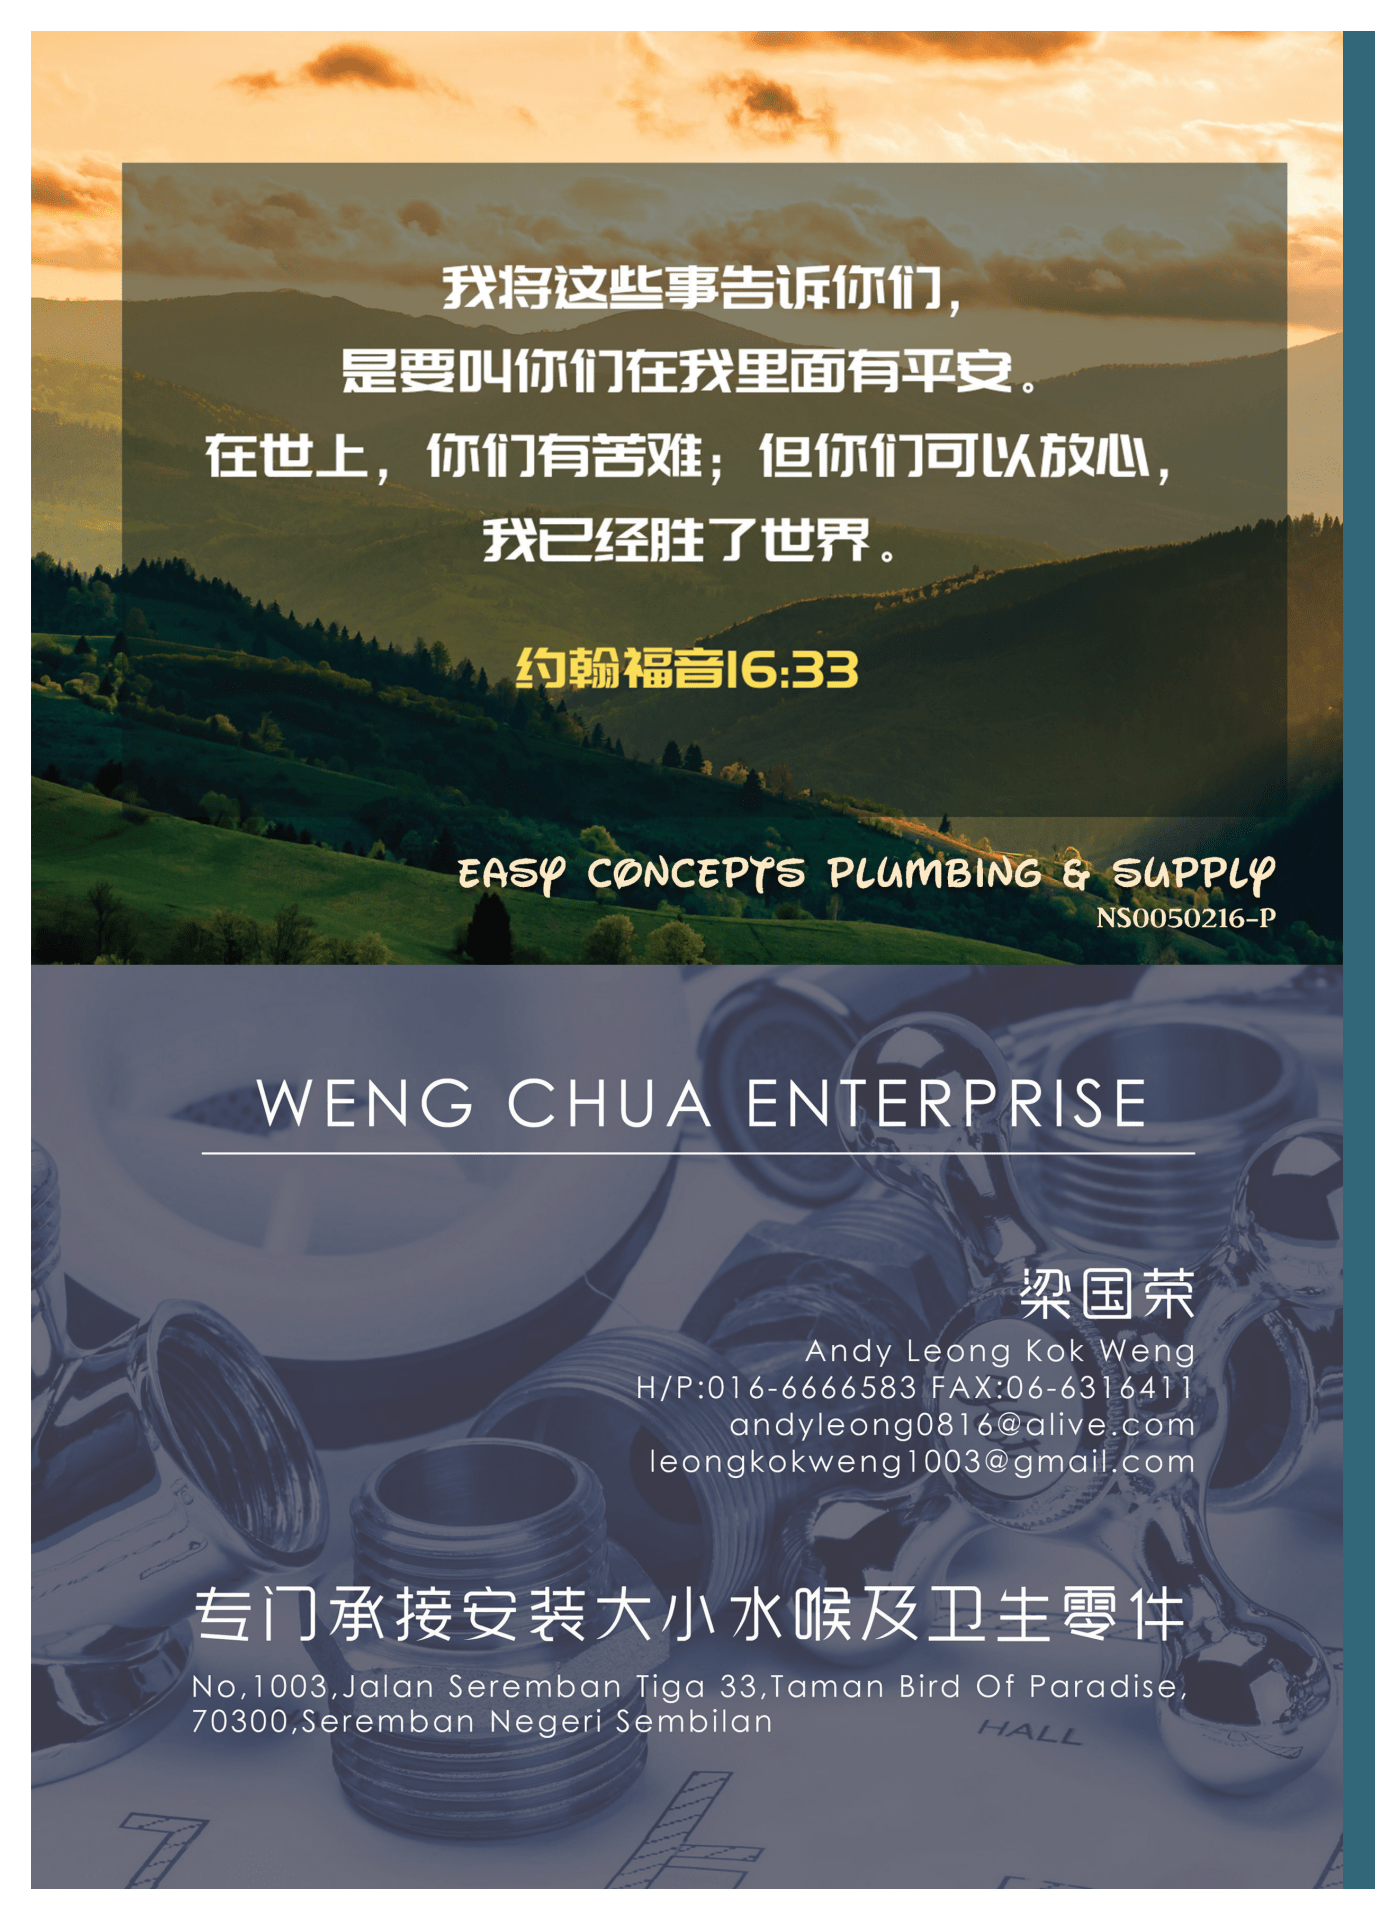 我将这些事告诉你们，
是要叫你们在我里面有平安。
在世上，你们有苦难；但你们可以放心，
我已经胜了世界。
约翰福音16:33
EASY CONCEPTS PLUMBING & SUPPLY
NS0050216-P
WENG CHUA ENTERPRISE
梁国荣
Andy Leong Kok Weng
H/P:016-6666583 FAX:06-6316411
andyleong0816@alive.com
leongkokweng1003@gmail.com
专门承接安装大小水喉及卫生零件
No,1003,Jalan Seremban Tiga 33,Taman Bird Of Paradise,
70300,Seremban Negeri Sembilan
HALL